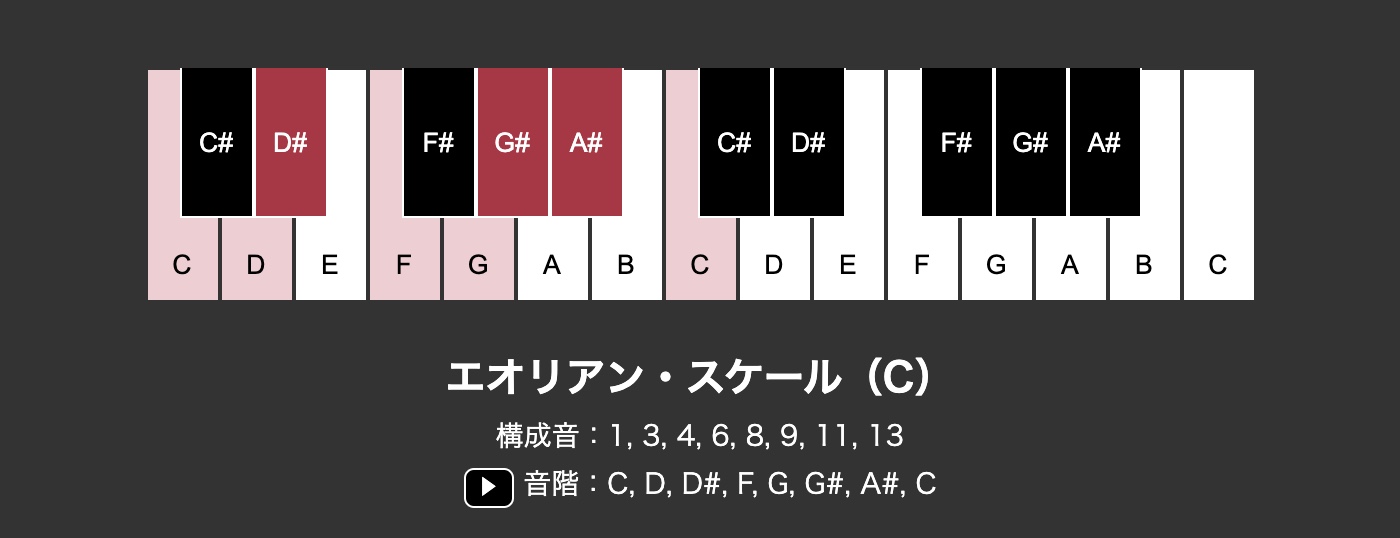 C# D# F# G# A# C# D# F# G# A#
C D E F G A B C D E F G A B C
エオリアン・スケール（C）
構成音：1, 3, 4, 6, 8, 9, 11, 13
音階：C, D, D#, F, G, G#, A#, C